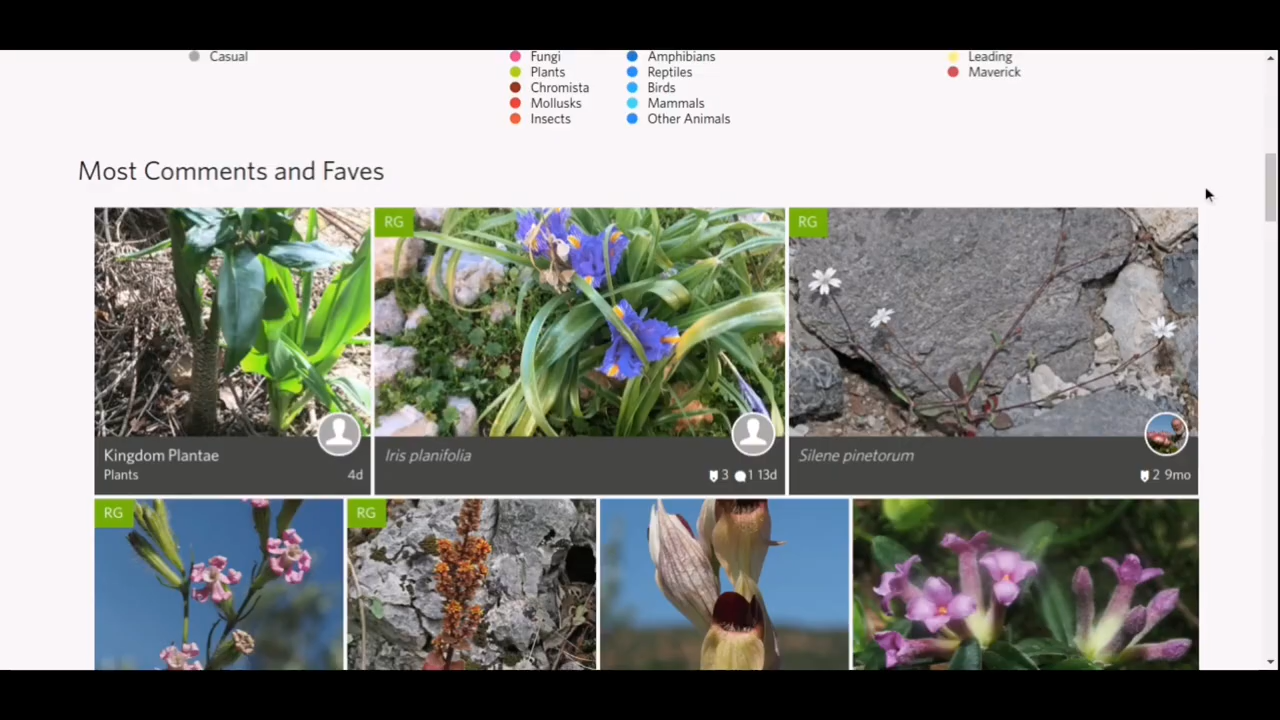 Casual
Fungi
Plants
Chromista
Mollusks
Insects
Amphibians
Reptiles
Birds
Mammals
Other Animals
Leading
Maverick
Most Comments and Faves
RG
RG
Kingdom Plantae
Plants
4d
Iris planifolia
3 1 13d
Silene pinetorum
2 9mo
RG
RG